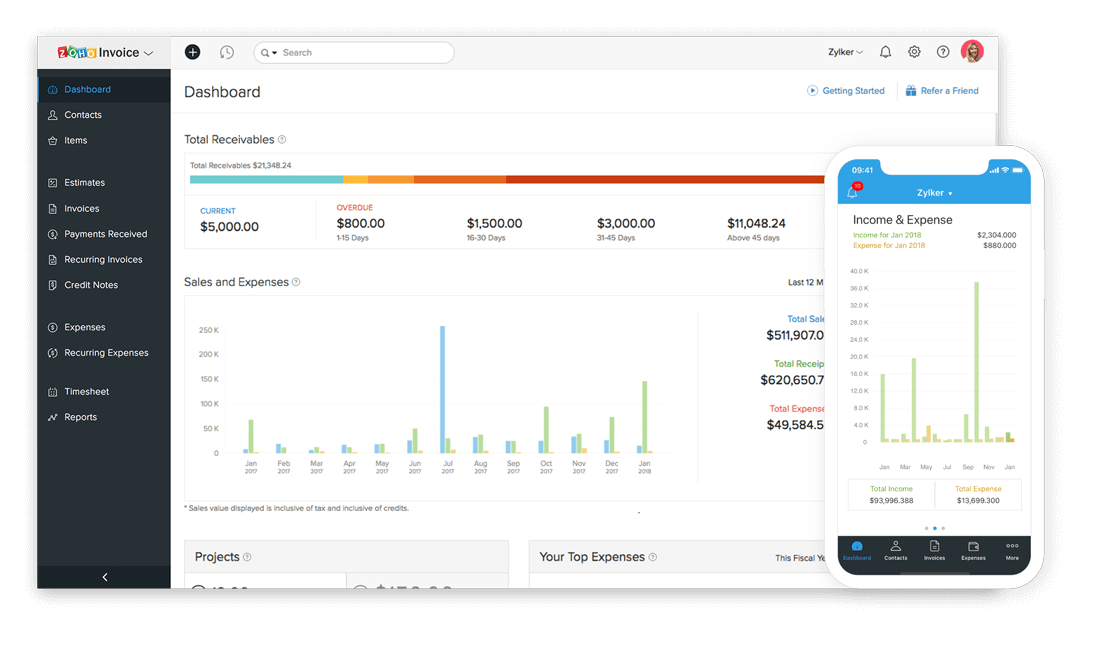 ZOHO Invoice
Search
Zylker
Dashboard
Contacts
Items
Estimates
Invoices
Payments Received
Recurring Invoices
Credit Notes
Expenses
Recurring Expenses
Timesheet
Reports
Dashboard
Getting Started
Refer a Friend
Total Receivables
Total Receivables $21,348.24
CURRENT
$5,000.00
OVERDUE
$800.00
1-15 Days
$1,500.00
16-30 Days
$3,000.00
31-45 Days
$11,048.24
Above 45 days
Sales and Expenses
Last 12 M
250 K
200 K
150 K
100 K
50 K
0
Jan Feb Mar Apr May Jun Jul Aug Sep Oct Nov Dec Jan
2017 2017 2017 2017 2017 2017 2017 2017 2017 2017 2017 2017 2018
Total Sale
$511,907.0
Total Receip
$620,650.7
Total Expense
$49,584.5
* Sales value displayed is inclusive of tax and inclusive of credits.
Projects
Your Top Expenses
This Fiscal Ye
09:41
10
Zylker
Income & Expense
Income for Jan 2018 $2,304.000
Expense for Jan 2018 $880.000
40.0 K
36.0 K
32.0 K
28.0 K
24.0 K
20.0 K
16.0 K
12.0 K
8.0 K
4.0 K
0
Jan Mar May Jul Sep Nov Jan
Total Income
$93,996.388
Total Expense
$13,699.300
Dashboard Contacts Invoices Expenses More